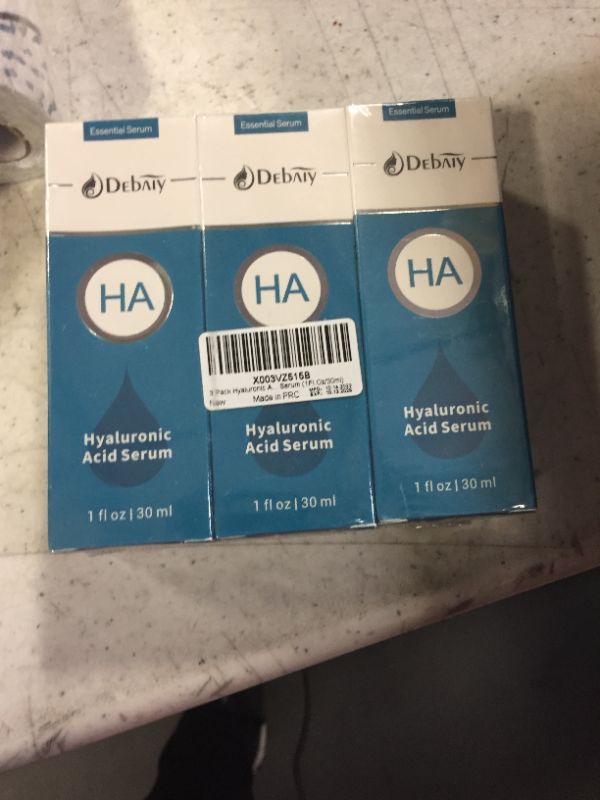 Essential Serum
Debaiy
HA
Hyaluronic
Acid Serum
1 fl oz | 30 ml
Essential Serum
Debaiy
HA
X003VZ515B
3 Pack Hyaluronic A... Serum (1Fl Oz/30ml)
New
Made in PRC
Hyaluronic
Acid Serum
1 fl oz | 30 ml
Essential Serum
Debaiy
HA
Hyaluronic
Acid Serum
1 fl oz | 30 ml